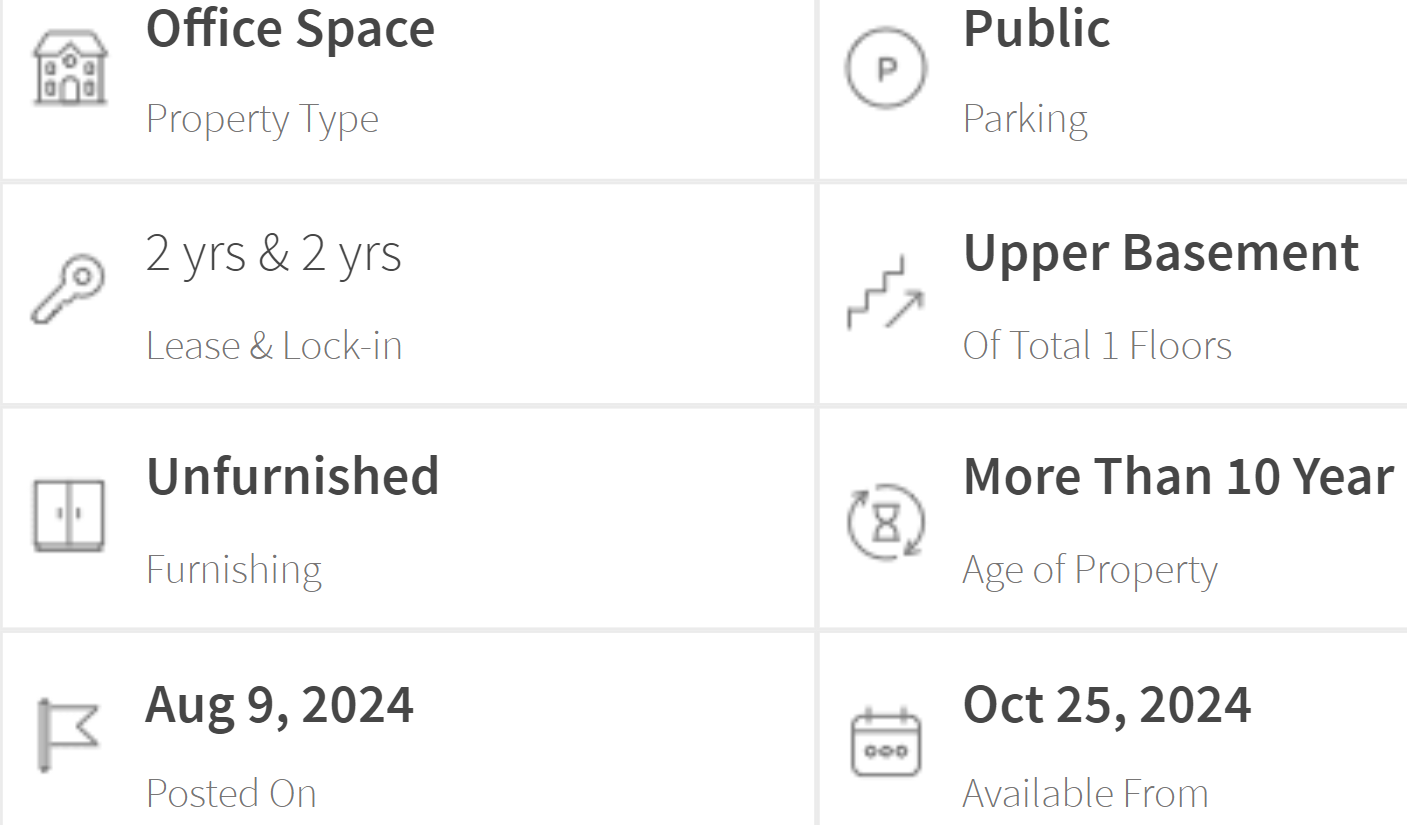 Office Space
Property Type
Public
Parking
2 yrs & 2 yrs
Lease & Lock-in
Upper Basement
Of Total 1 Floors
Unfurnished
Furnishing
More Than 10 Year
Age of Property
Aug 9, 2024
Posted On
Oct 25, 2024
Available From